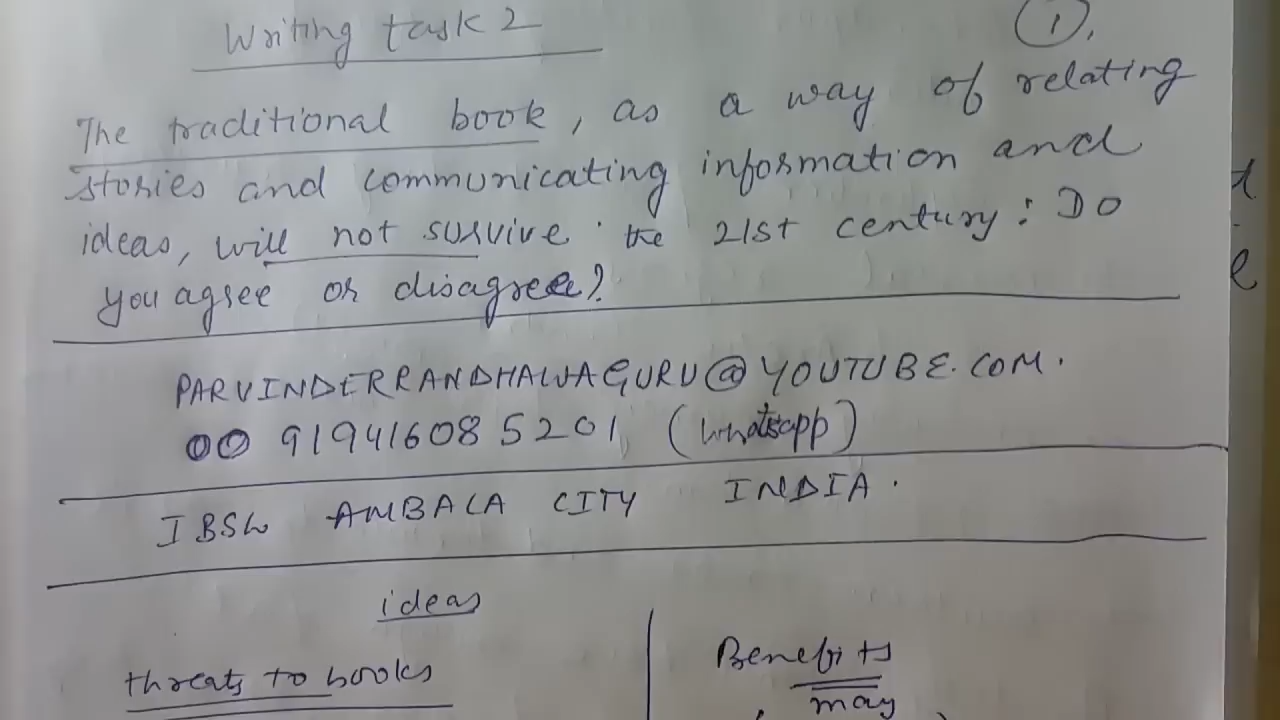 Writing task 2
1.
The traditional book, as a way of relating
stories and communicating information and
ideas, will not survive the 21st century: Do
you agree or disagree?
PARVINDERRANDHAWAGURU@YOUTUBE.COM.
00 919416085201 (whatsapp)
IBSW AMBALA CITY INDIA.
ideas
threats to books
Benefits
may